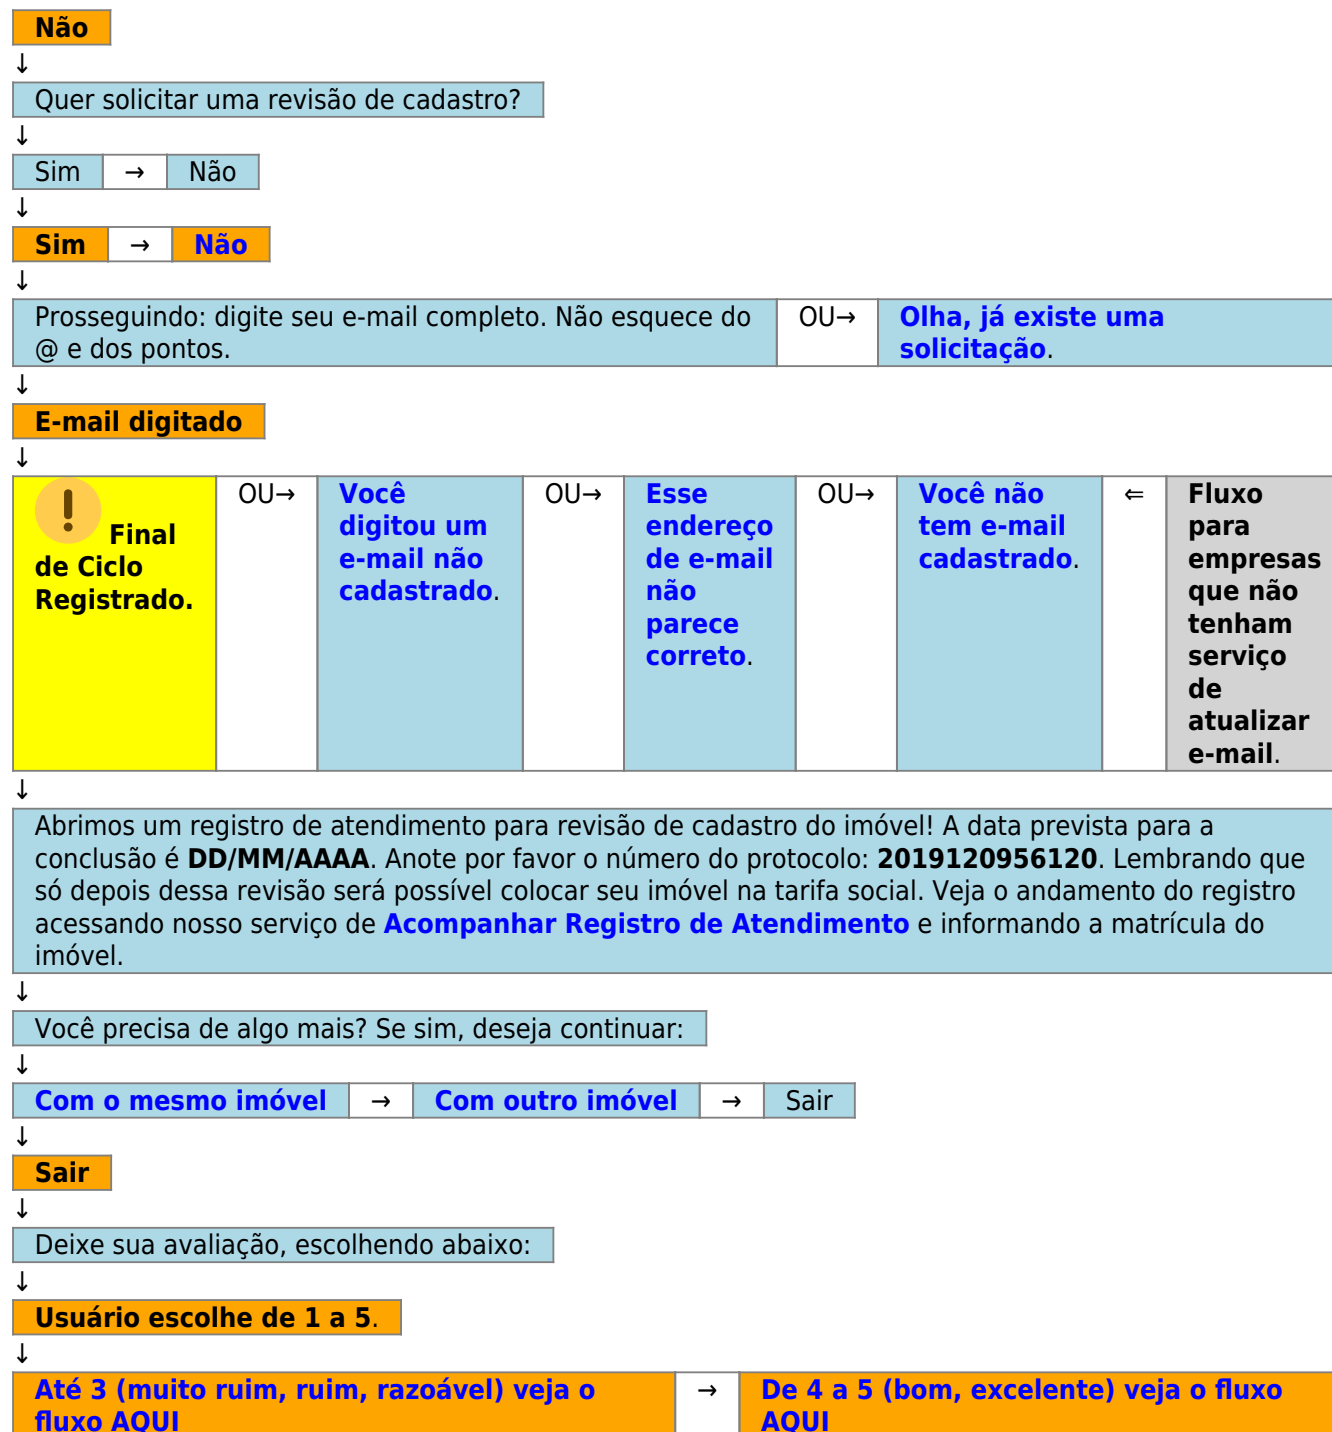 Não
↓
Quer solicitar uma revisão de cadastro?
↓
Sim → Não
↓
Sim → Não
↓
Prosseguindo: digite seu e-mail completo. Não esquece do
@ e dos pontos.
OU→
Olha, já existe uma
solicitação.
↓
E-mail digitado
↓
Final
de Ciclo
Registrado.
OU→
Você
digitou um
e-mail não
cadastrado.
OU→
Esse
endereço
de e-mail
não
parece
correto.
OU→
Você não
tem e-mail
cadastrado.
⇐
Fluxo
para
empresas
que não
tenham
serviço
de
atualizar
e-mail.
↓
Abrimos um registro de atendimento para revisão de cadastro do imóvel! A data prevista para a
conclusão é DD/MM/AAAA. Anote por favor o número do protocolo: 2019120956120. Lembrando que
só depois dessa revisão será possível colocar seu imóvel na tarifa social. Veja o andamento do registro
acessando nosso serviço de Acompanhar Registro de Atendimento e informando a matrícula do
imóvel.
↓
Você precisa de algo mais? Se sim, deseja continuar:
↓
Com o mesmo imóvel → Com outro imóvel → Sair
↓
Sair
↓
Deixe sua avaliação, escolhendo abaixo:
↓
Usuário escolhe de 1 a 5.
↓
Até 3 (muito ruim, ruim, razoável) veja o
fluxo AQUI
→
De 4 a 5 (bom, excelente) veja o fluxo
AQUI